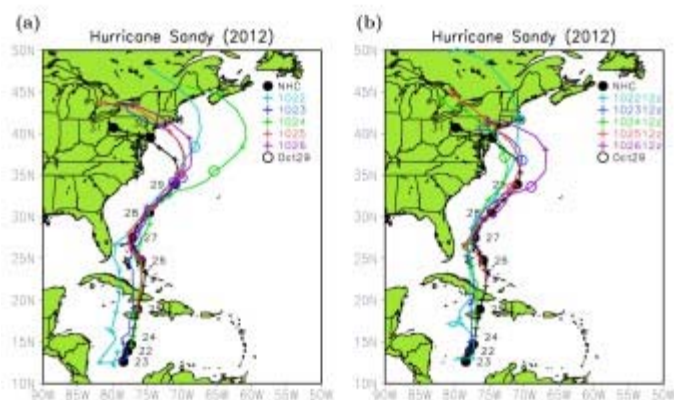 (a)
Hurricane Sandy (2012)
50N
45N
40N
35N
30N
25N
20N
15N
10N
90W 85W 80W 75W 70W 65W 60W 55W 50W
NHC
1022
1023
1024
1025
1026
Oct29
29
28
27
26
24
22
23
(b)
Hurricane Sandy (2012)
50N
45N
40N
35N
30N
25N
20N
15N
10N
90W 85W 80W 75W 70W 65W 60W 55W 50W
NHC
102212z
102312z
102412z
102512z
102612z
Oct29
29
28
27
26
24
22
23